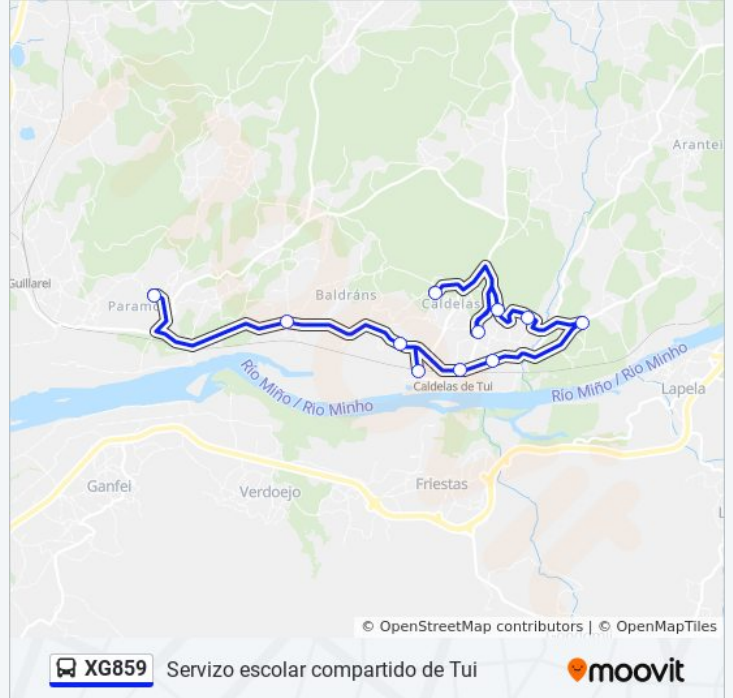 Arantei
Guillarei
Baldráns
Caldelas
Paramo
Río Miño / Rio Minho
Río Miño / Rio Minho
Caldelas de Tui
Lapela
Ganfei
Verdoejo
Friestas
© OpenStreetMap contributors | © OpenMapTiles
XG859 Servizo escolar compartido de Tui moovit